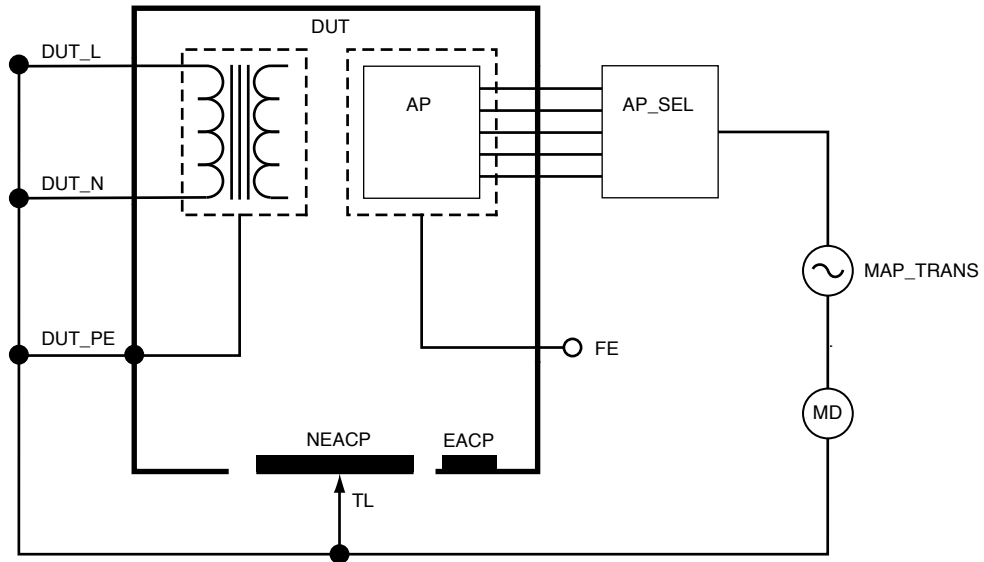 DUT
DUT_L
AP
AP_SEL
DUT_N
MAP_TRANS
DUT_PE
FE
MD
NEACP
EACP
TL